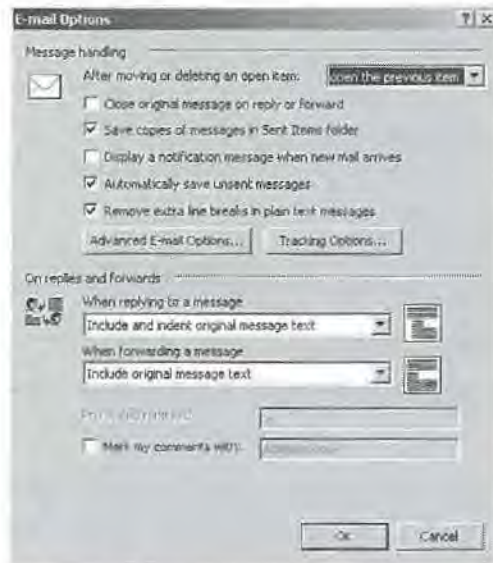 E-mail Options
Message handling
After moving or deleting an open item: open the previous item
Close original message on reply or forward
Save copies of messages in Sent Items folder
Display a notification message when new mail arrives
Automatically save unsent messages
Remove extra line breaks in plain text messages
Advanced E-mail Options... Tracking Options...
On replies and forwards
When replying to a message
Include and indent original message text
When forwarding a message
Include original message text
Mark my comments with:
OK Cancel